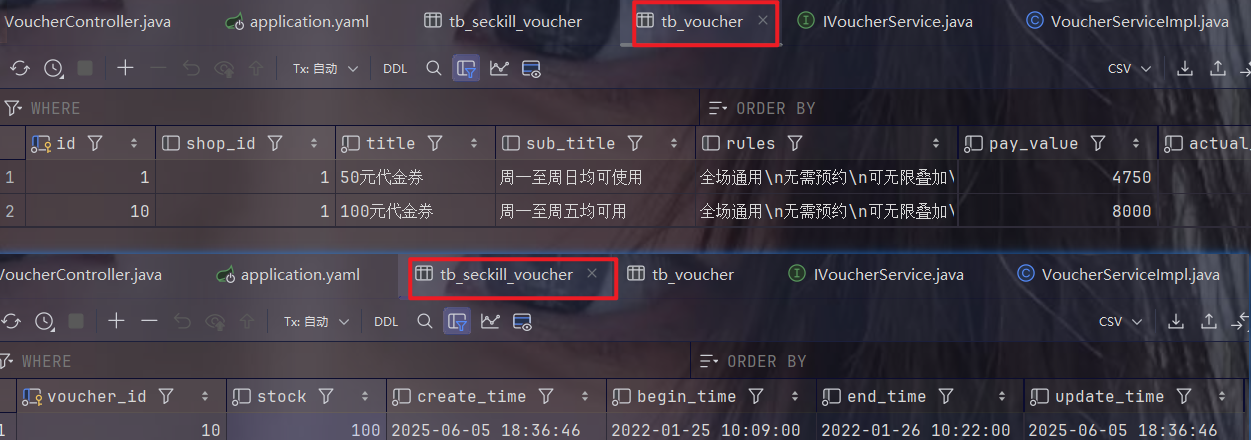 VoucherController.java application.yaml tb_seckill_voucher tb_voucher IVoucherService.java VoucherServiceImpl.java
Tx: 自动 DDL CSV
WHERE ORDER BY
id shop_id title sub_title rules pay_value actual_
1 1 1 50元代金券 周一至周日均可使用 全场通用\n无需预约\n可无限叠加\ 4750
2 10 1 100元代金券 周一至周五均可用 全场通用\n无需预约\n可无限叠加\ 8000
VoucherController.java application.yaml tb_seckill_voucher tb_voucher IVoucherService.java VoucherServiceImpl.java
Tx: 自动 DDL CSV
WHERE ORDER BY
voucher_id stock create_time begin_time end_time update_time
1 10 100 2025-06-05 18:36:46 2022-01-25 10:09:00 2022-01-26 10:22:00 2025-06-05 18:36:46